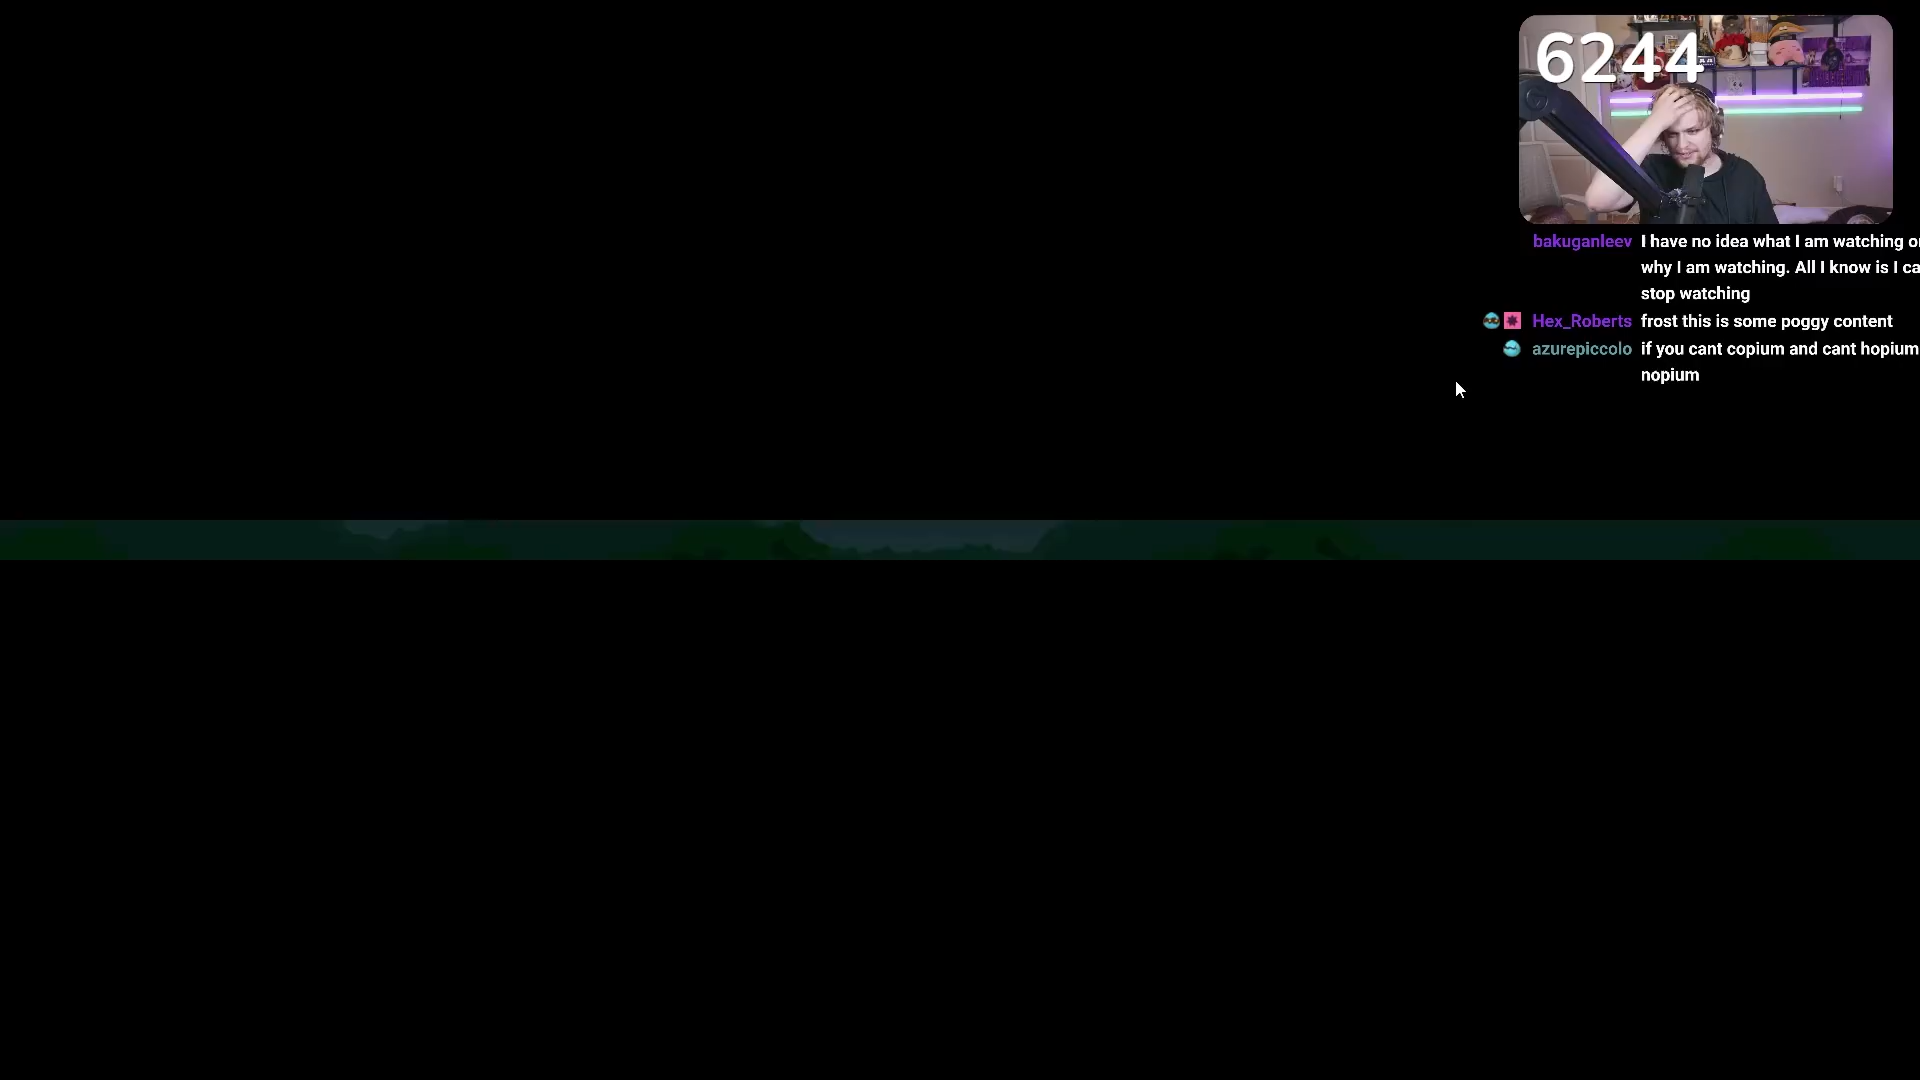 6244
bakuganleev I have no idea what I am watching or
why I am watching. All I know is I ca
stop watching
Hex_Roberts frost this is some poggy content
azurepiccolo if you cant copium and cant hopium
nopium